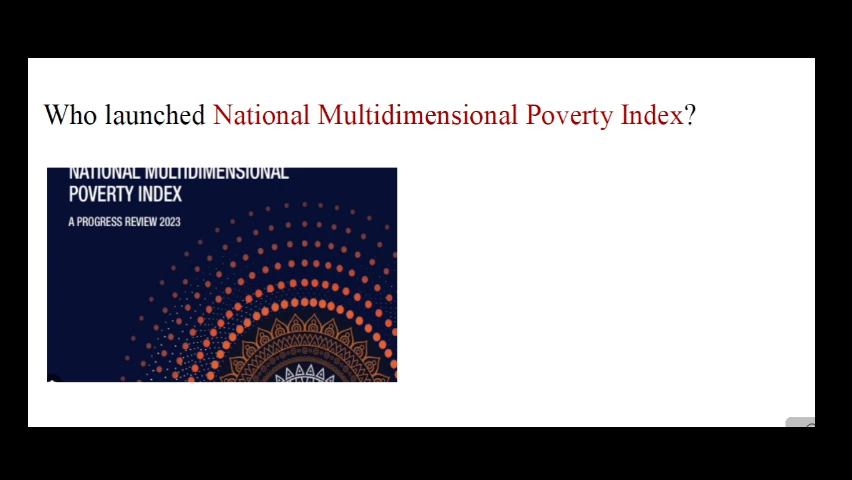 Who launched National Multidimensional Poverty Index?
NATIONAL MULTIDIMENSIONAL
POVERTY INDEX
A PROGRESS REVIEW 2023